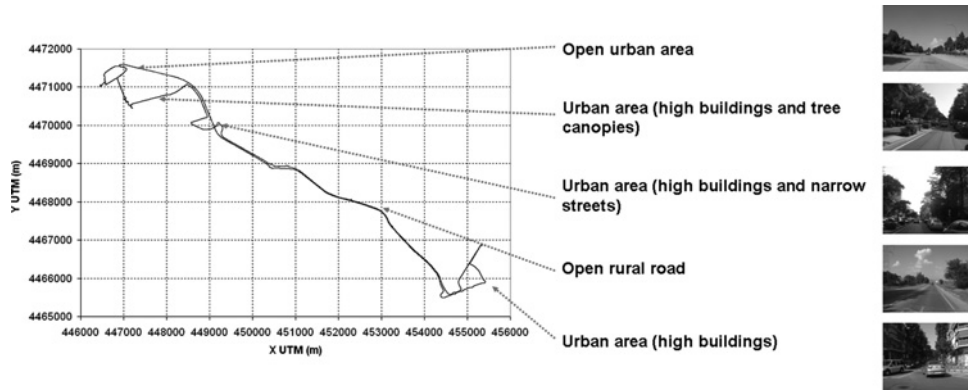 4472000
4471000
4470000
4469000
4468000
4467000
4466000
4465000
Y UTM (m)
446000 447000 448000 449000 450000 451000 452000 453000 454000 455000 456000
X UTM (m)
Open urban area
Urban area (high buildings and tree
canopies)
Urban area (high buildings and narrow
streets)
Open rural road
Urban area (high buildings)